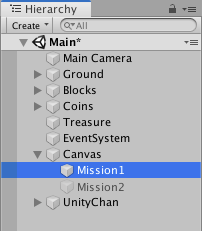 Hierarchy
Create All
Main*
Main Camera
Ground
Blocks
Coins
Treasure
EventSystem
Canvas
Mission1
Mission2
UnityChan